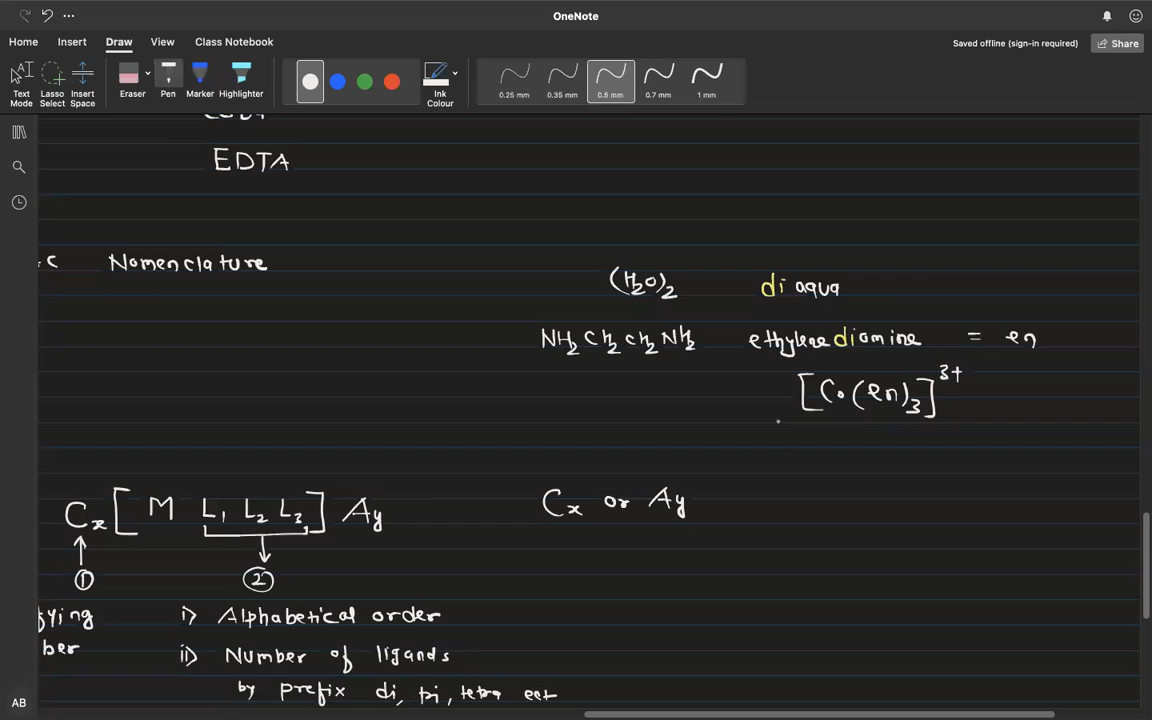 OneNote
Home Insert Draw View Class Notebook
Saved offline (sign-in required) Share
Text Mode
Lasso Select
Insert Space
Eraser
Pen
Marker
Highlighter
Ink Colour
0.25 mm 0.35 mm 0.5 mm 0.7 mm 1 mm
EDTA
c Nomenclature
(H2O)2 di aqua
NH2 CH2 CH2 NH2 ethylenediamine = en
[Co(en)3]3+
Cx [ M L1 L2 L3 ] Ay Cx or Ay
① ②
fying i) Alphabetical order
ber ii) Number of ligands
by prefix di, tri, tetra ect
AB